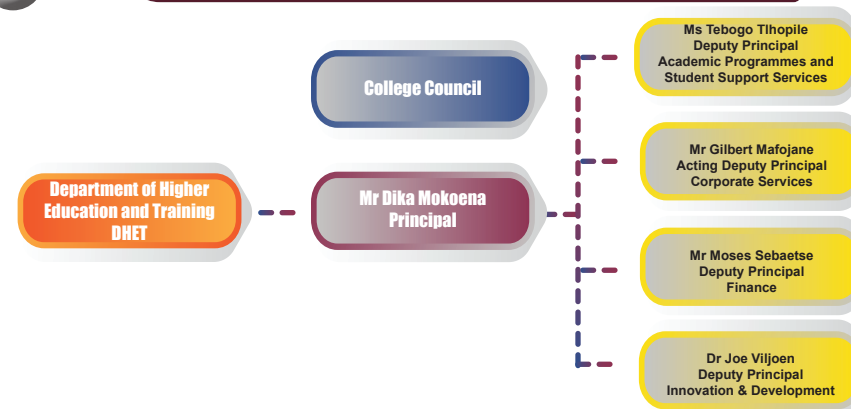 Department of Higher
Education and Training
DHET
College Council
Mr Dika Mokoena
Principal
Ms Tebogo Tlhopile
Deputy Principal
Academic Programmes and
Student Support Services
Mr Gilbert Mafojane
Acting Deputy Principal
Corporate Services
Mr Moses Sebaetse
Deputy Principal
Finance
Dr Joe Viljoen
Deputy Principal
Innovation & Development